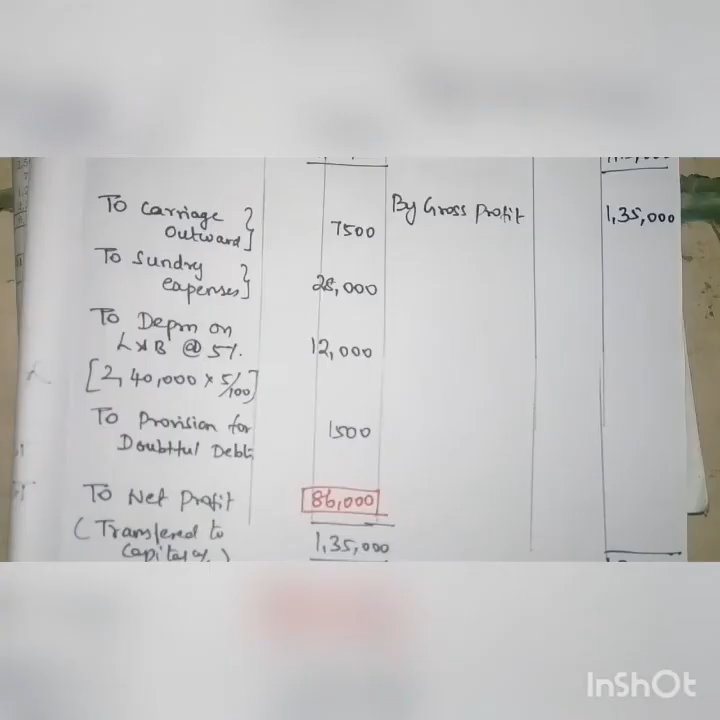 To Carriage
outward} 7500 By Gross Profit 1,35,000
To Sundry
expenses} 28,000
To Deprn on
L&B @ 5%. 12,000
[2,40,000 × 5/100]
To Provision for
Doubtful Debts 1500
To Net Profit 86,000
(Transfered to 1,35,000
Capital a/c)
InShOt